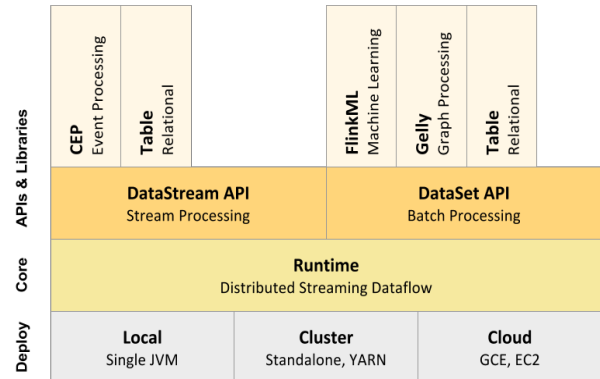 APIs & Libraries
CEP
Event Processing
Table
Relational
FlinkML
Machine Learning
Gelly
Graph Processing
Table
Relational
DataStream API
Stream Processing
DataSet API
Batch Processing
Core
Runtime
Distributed Streaming Dataflow
Deploy
Local
Single JVM
Cluster
Standalone, YARN
Cloud
GCE, EC2